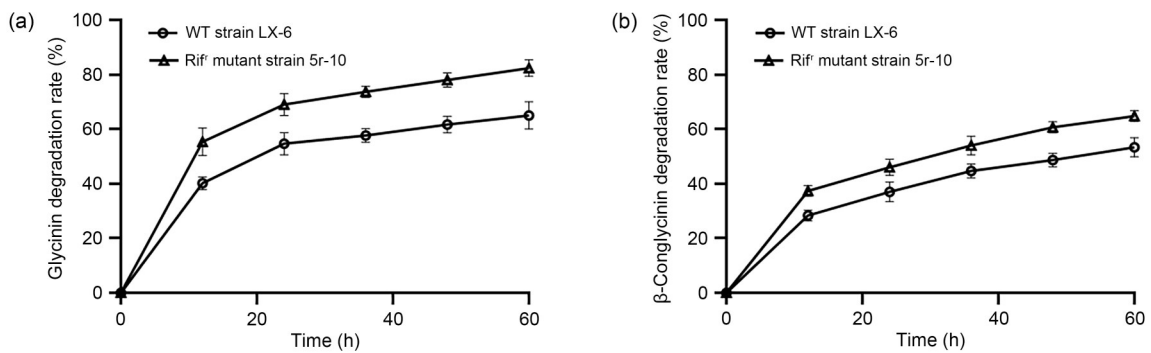 (a)
Glycinin degradation rate (%)
100
80
60
40
20
0
WT strain LX-6
Rifʳ mutant strain 5r-10
0 20 40 60
Time (h)
(b)
β-Conglycinin degradation rate (%)
100
80
60
40
20
0
WT strain LX-6
Rifʳ mutant strain 5r-10
0 20 40 60
Time (h)